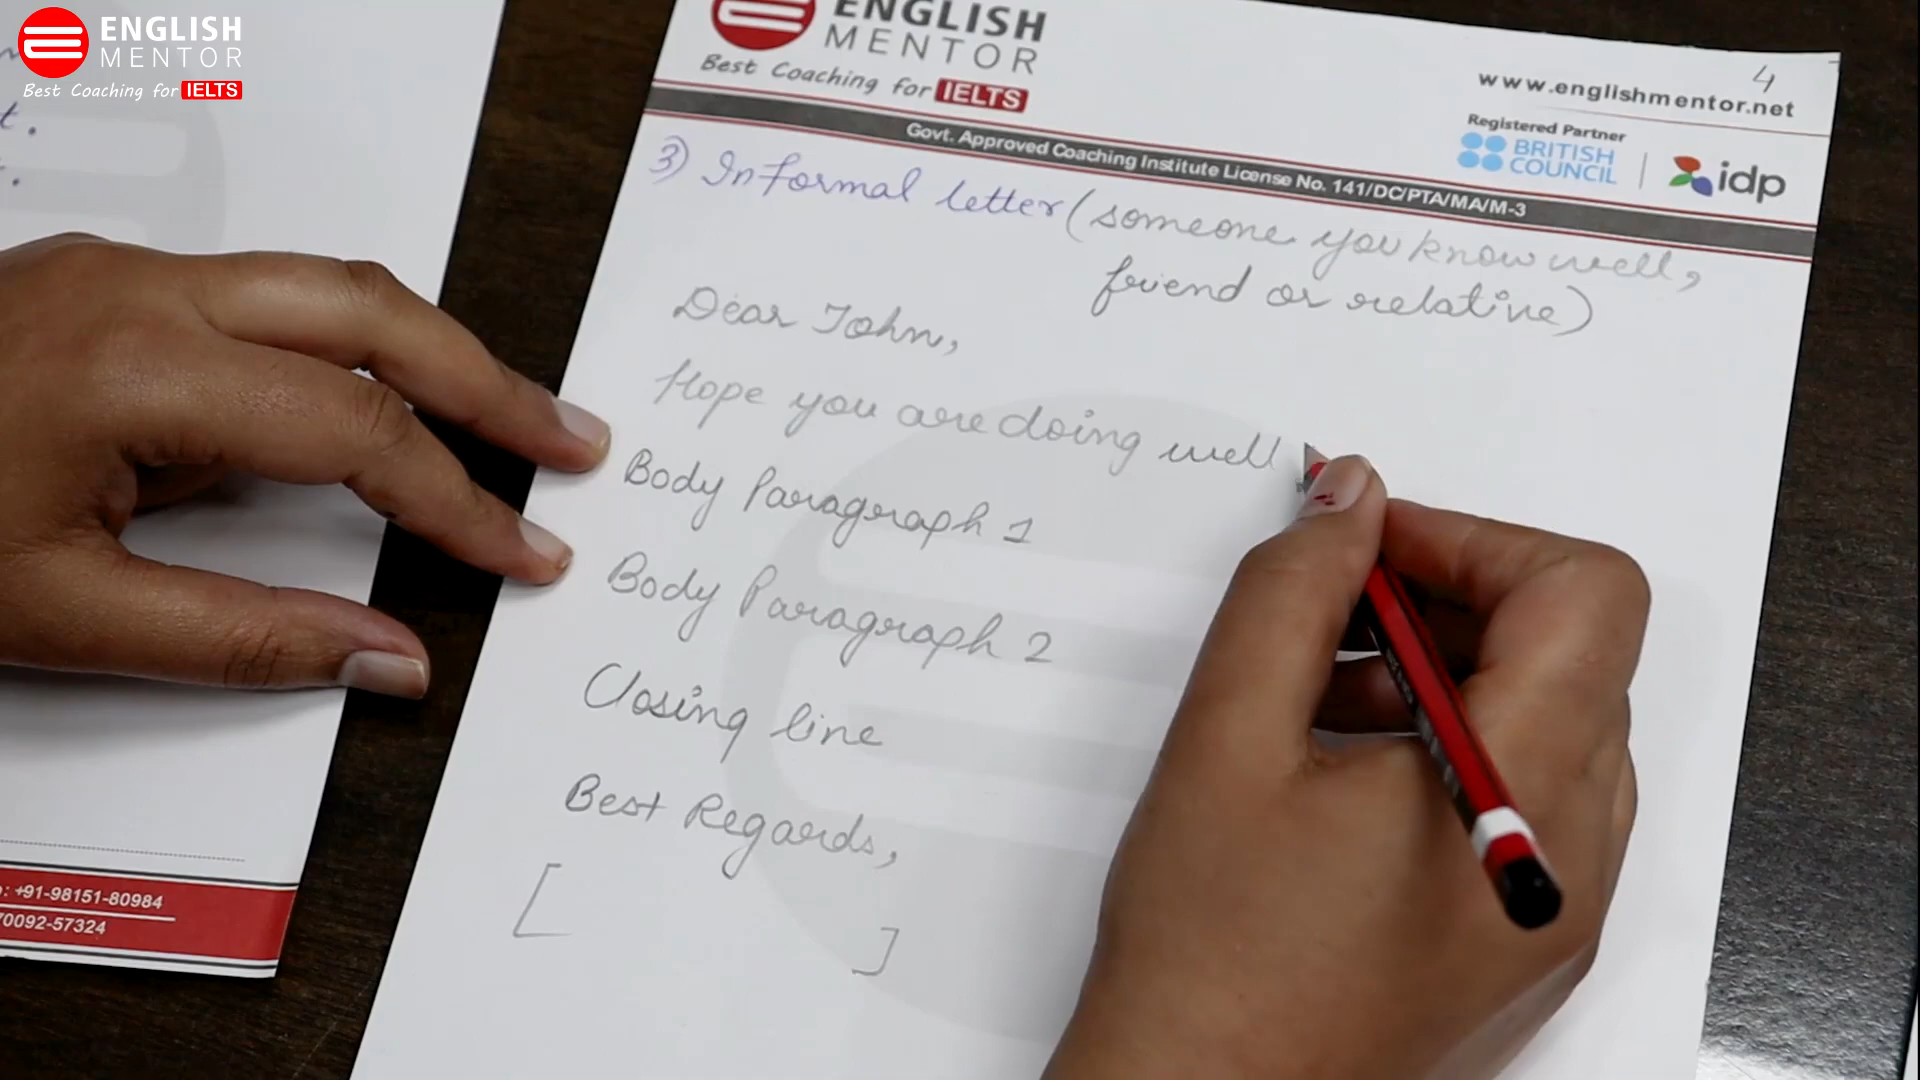 ENGLISH
MENTOR
Best Coaching for IELTS
ENGLISH
MENTOR
Best Coaching for IELTS
4
www.englishmentor.net
Registered Partner
BRITISH
COUNCIL
idp
Govt. Approved Coaching Institute License No. 141/DC/PTA/MA/M-3
3) Informal letter (someone you know well,
friend or relative)
Dear John,
Hope you are doing well
Body Paragraph 1
Body Paragraph 2
Closing line
Best Regards,
[ ]
t.
: +91-98151-80984
70092-57324